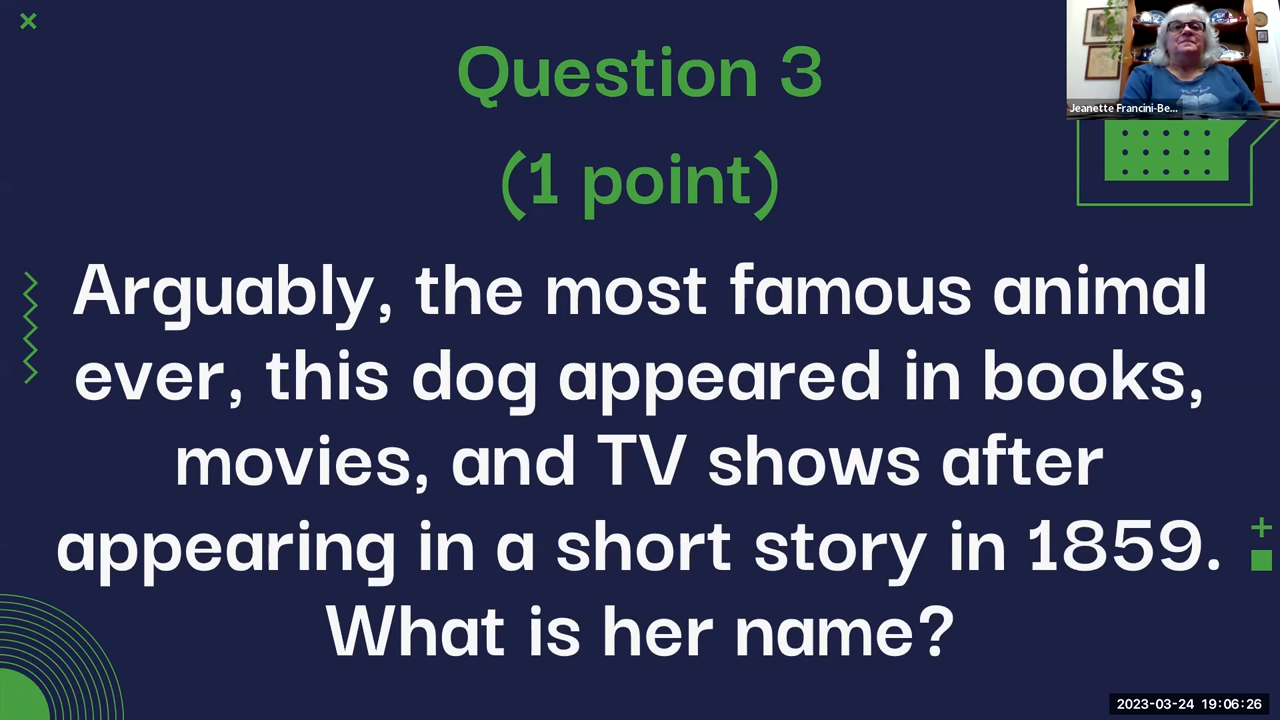 Question 3
(1 point)
Jeanette Francini-Be...
Arguably, the most famous animal
ever, this dog appeared in books,
movies, and TV shows after
appearing in a short story in 1859.
What is her name?
2023-03-24 19:06:26